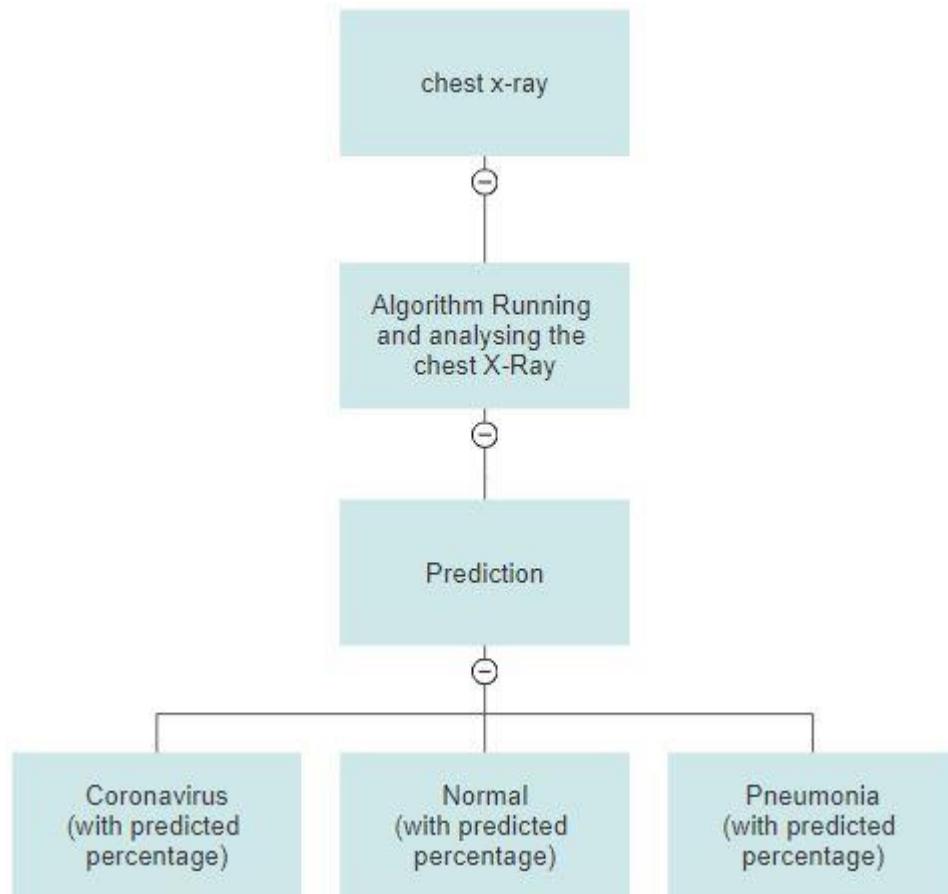 chest x-ray
Algorithm Running
and analysing the
chest X-Ray
Prediction
Coronavirus
(with predicted
percentage)
Normal
(with predicted
percentage)
Pneumonia
(with predicted
percentage)